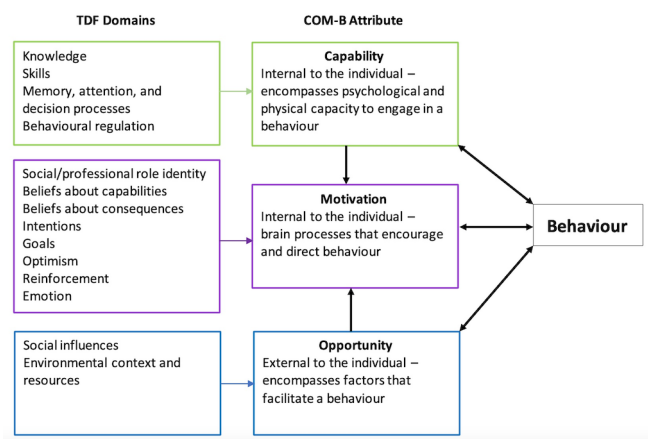 TDF Domains
COM-B Attribute
Knowledge
Skills
Memory, attention, and
decision processes
Behavioural regulation
Capability
Internal to the individual –
encompasses psychological and
physical capacity to engage in a
behaviour
Social/professional role identity
Beliefs about capabilities
Beliefs about consequences
Intentions
Goals
Optimism
Reinforcement
Emotion
Motivation
Internal to the individual –
brain processes that encourage
and direct behaviour
Behaviour
Social influences
Environmental context and
resources
Opportunity
External to the individual –
encompasses factors that
facilitate a behaviour